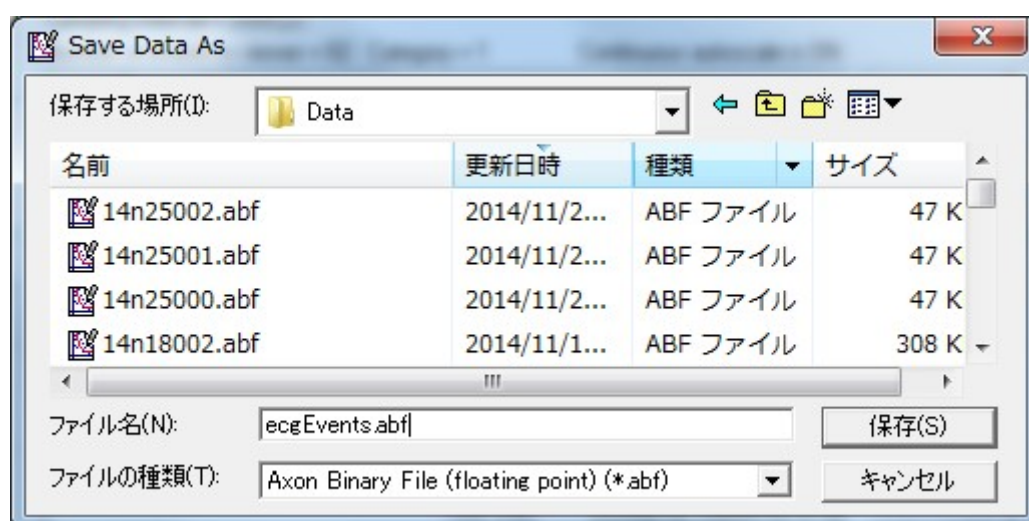 Save Data As
保存する場所(I): Data
名前 更新日時 種類 サイズ
14n25002.abf 2014/11/2... ABF ファイル 47 K
14n25001.abf 2014/11/2... ABF ファイル 47 K
14n25000.abf 2014/11/2... ABF ファイル 47 K
14n18002.abf 2014/11/1... ABF ファイル 308 K
ファイル名(N): ecgEvents.abf 保存(S)
ファイルの種類(T): Axon Binary File (floating point) (*.abf) キャンセル